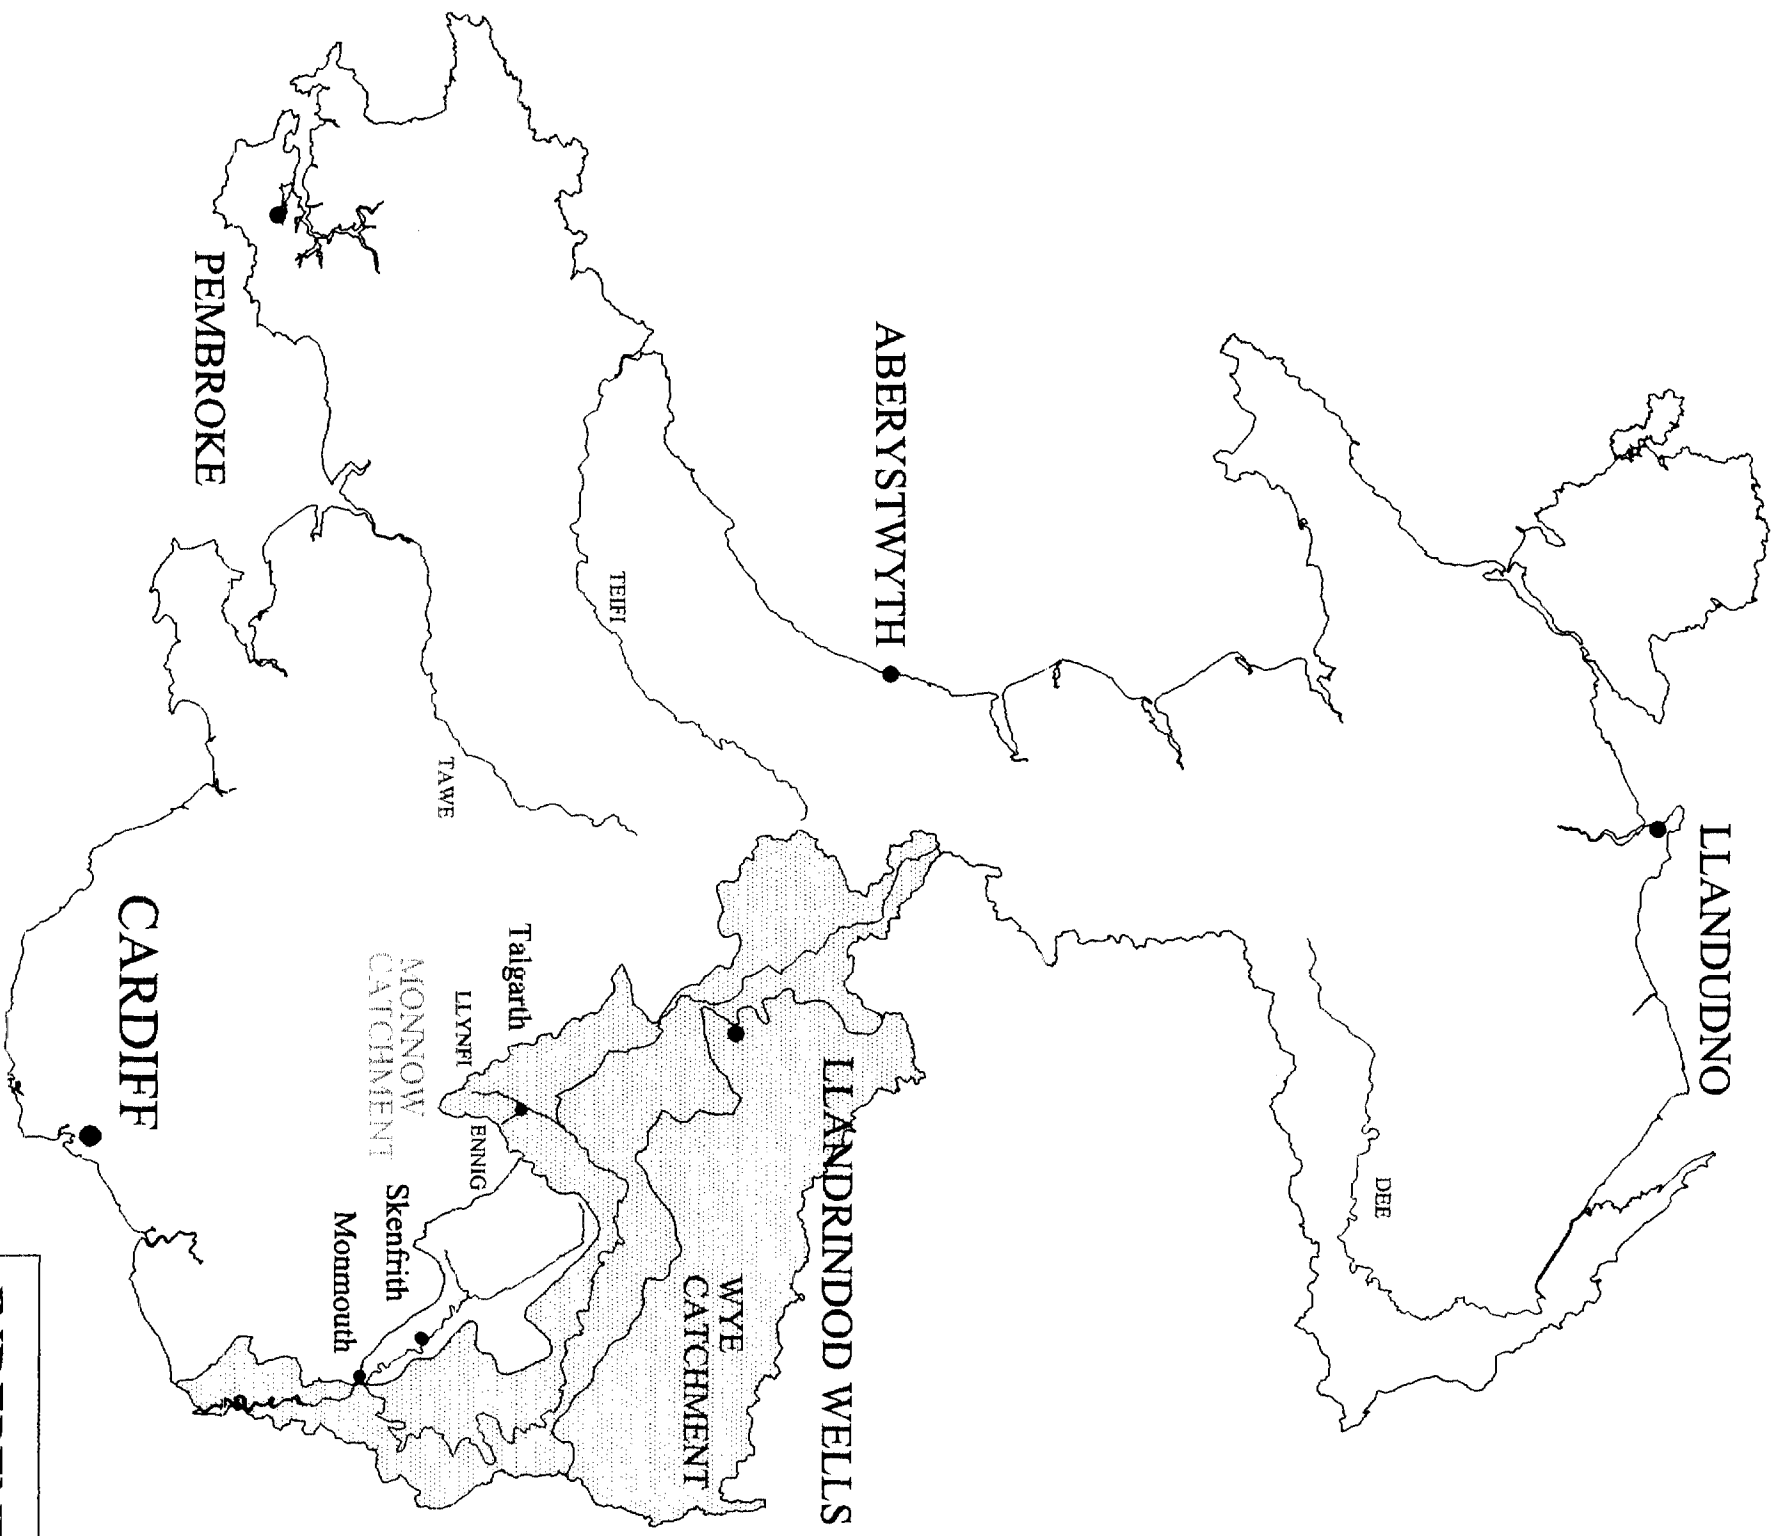 LLANDUDNO
DEE
ABERYSTWYTH
LLANDRINDOD WELLS
WYE
CATCHMENT
TEIFI
Talgarth
LLYNFI
ENNIG
TAWE
MONNOW
CATCHMENT
Skenfrith
Monmouth
PEMBROKE
CARDIFF